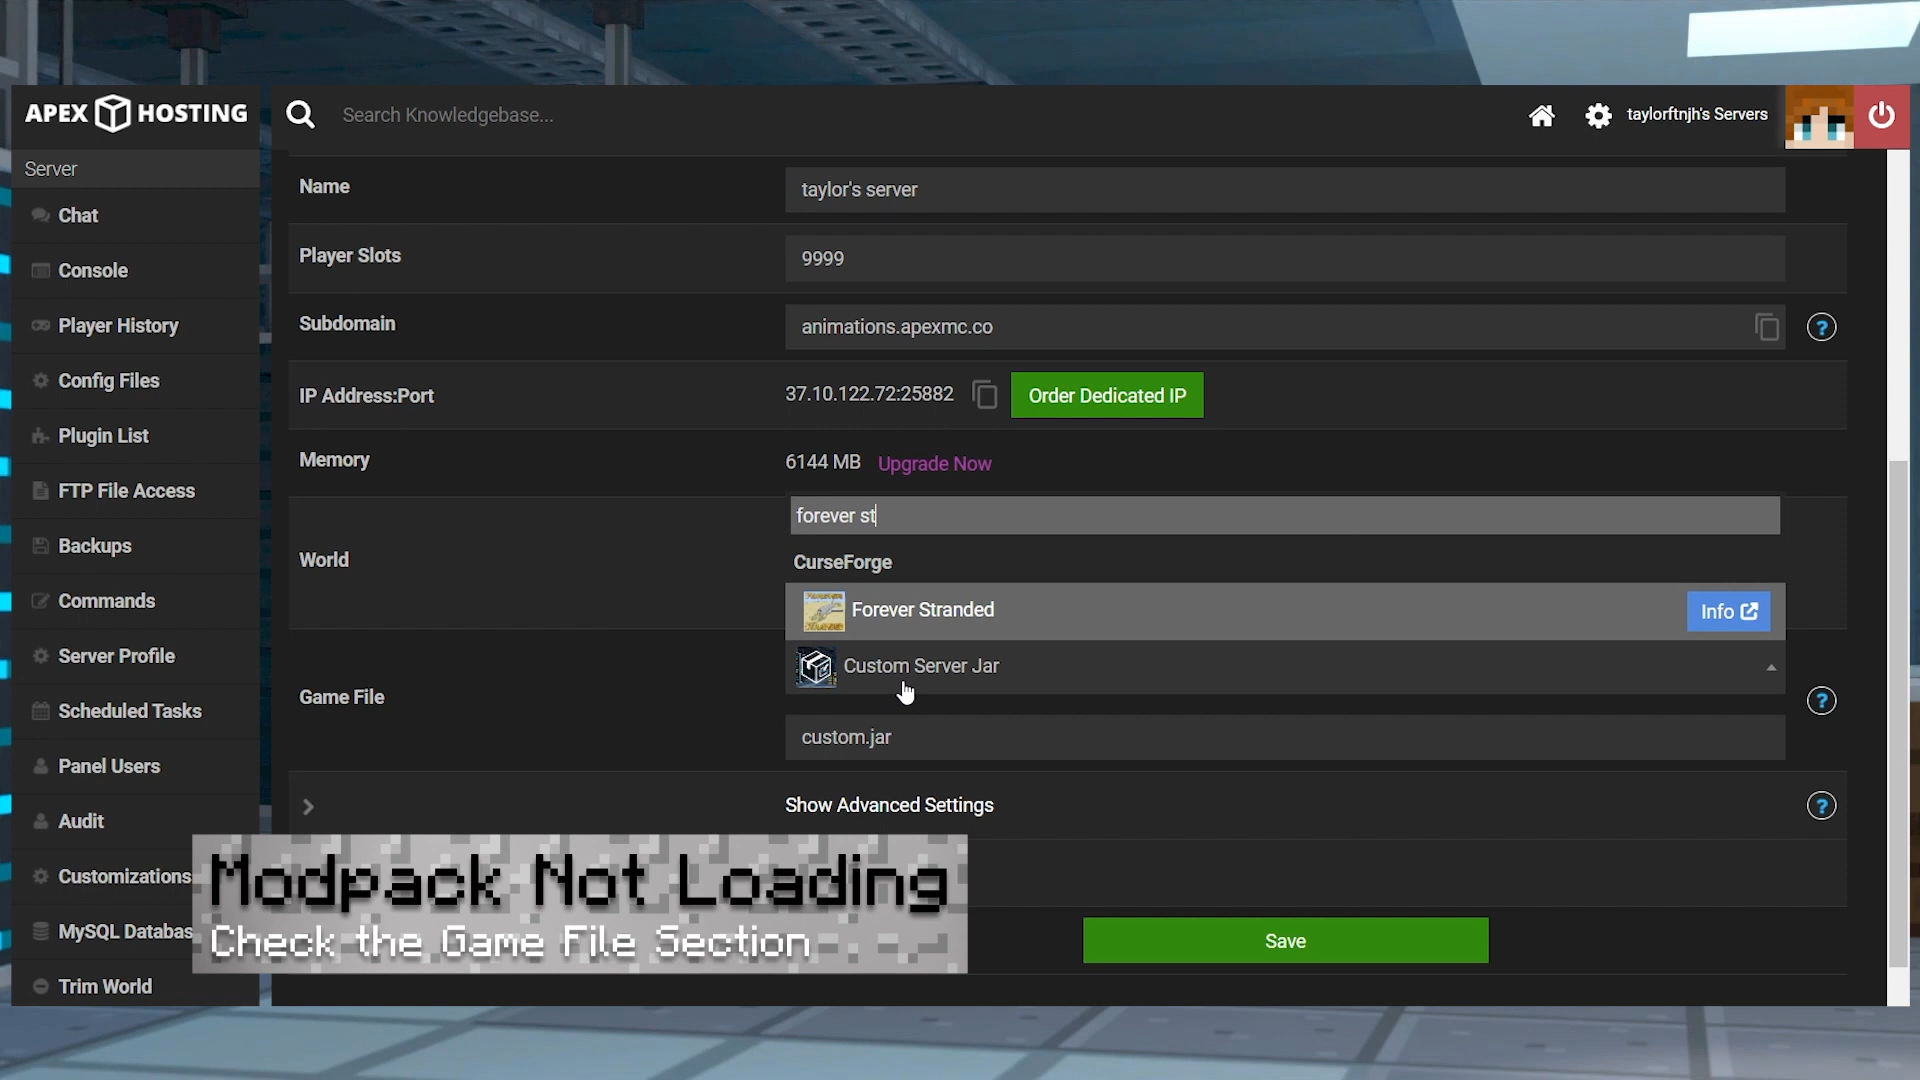 APEX HOSTING
Search Knowledgebase...
taylorftnjh's Servers
Server
Chat
Console
Player History
Config Files
Plugin List
FTP File Access
Backups
Commands
Server Profile
Scheduled Tasks
Panel Users
Audit
Customizations
MySQL Databas
Trim World
Name
taylor's server
Player Slots
9999
Subdomain
animations.apexmc.co
?
IP Address:Port
37.10.122.72:25882
Order Dedicated IP
Memory
6144 MB Upgrade Now
World
forever st
CurseForge
Forever Stranded
Info
Game File
Custom Server Jar
?
custom.jar
Show Advanced Settings
?
Save
Modpack Not Loading
Check the Game File Section